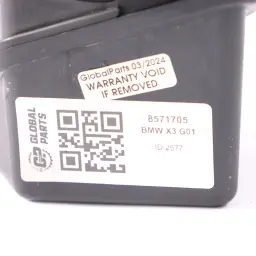 GlobalParts 03/2024
WARRANTY VOID
IF REMOVED
GLOBAL
PARTS
8571705
BMW X3 G01
ID 2577